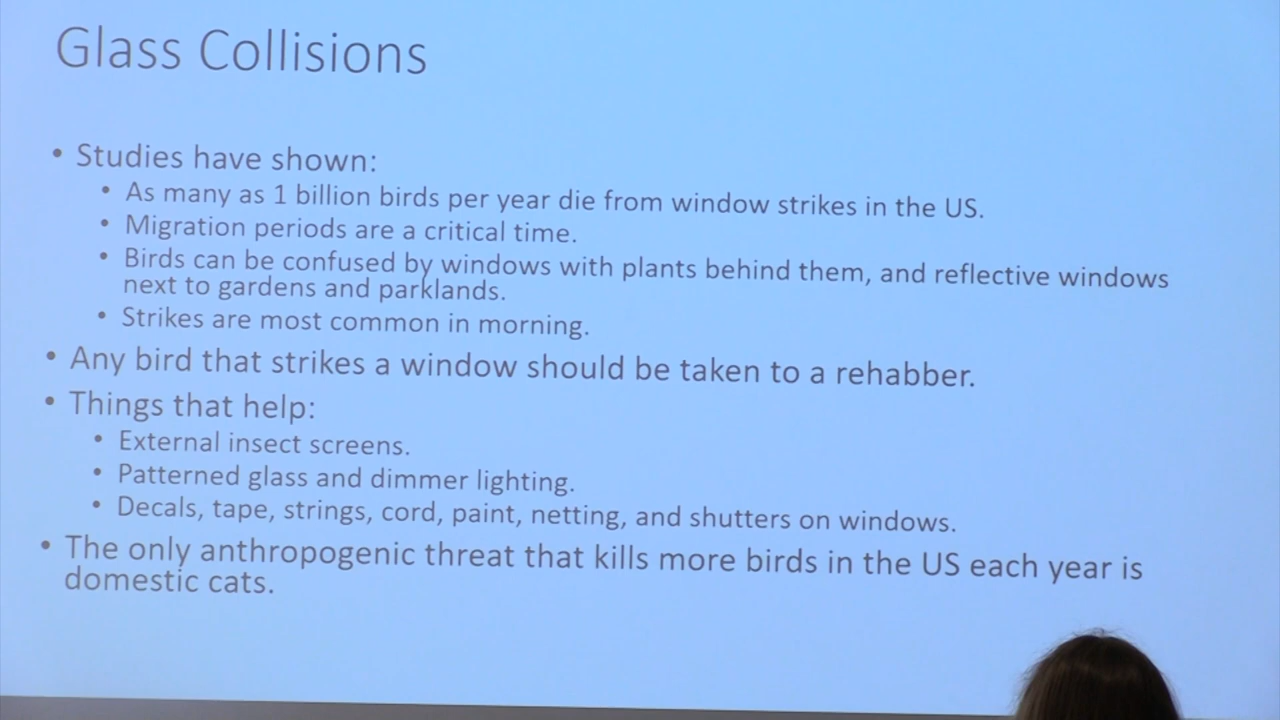 Glass Collisions
• Studies have shown:
• As many as 1 billion birds per year die from window strikes in the US.
• Migration periods are a critical time.
• Birds can be confused by windows with plants behind them, and reflective windows
next to gardens and parklands.
• Strikes are most common in morning.
• Any bird that strikes a window should be taken to a rehabber.
• Things that help:
• External insect screens.
• Patterned glass and dimmer lighting.
• Decals, tape, strings, cord, paint, netting, and shutters on windows.
• The only anthropogenic threat that kills more birds in the US each year is
domestic cats.